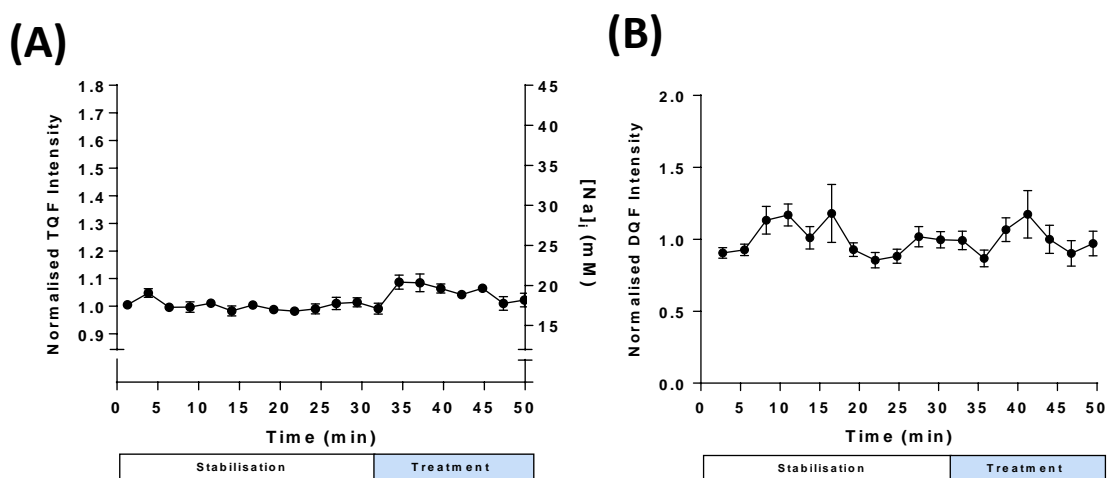 (A)
Normalised TQF Intensity
1.8
1.7
1.6
1.5
1.4
1.3
1.2
1.1
1.0
0.9
45
40
35
30
25
20
15
[Na]i (mM)
0 5 10 15 20 25 30 35 40 45 50
Time (min)
Stabilisation Treatment
(B)
Normalised DQF Intensity
2.0
1.5
1.0
0.5
0.0
0 5 10 15 20 25 30 35 40 45 50
Time (min)
Stabilisation Treatment